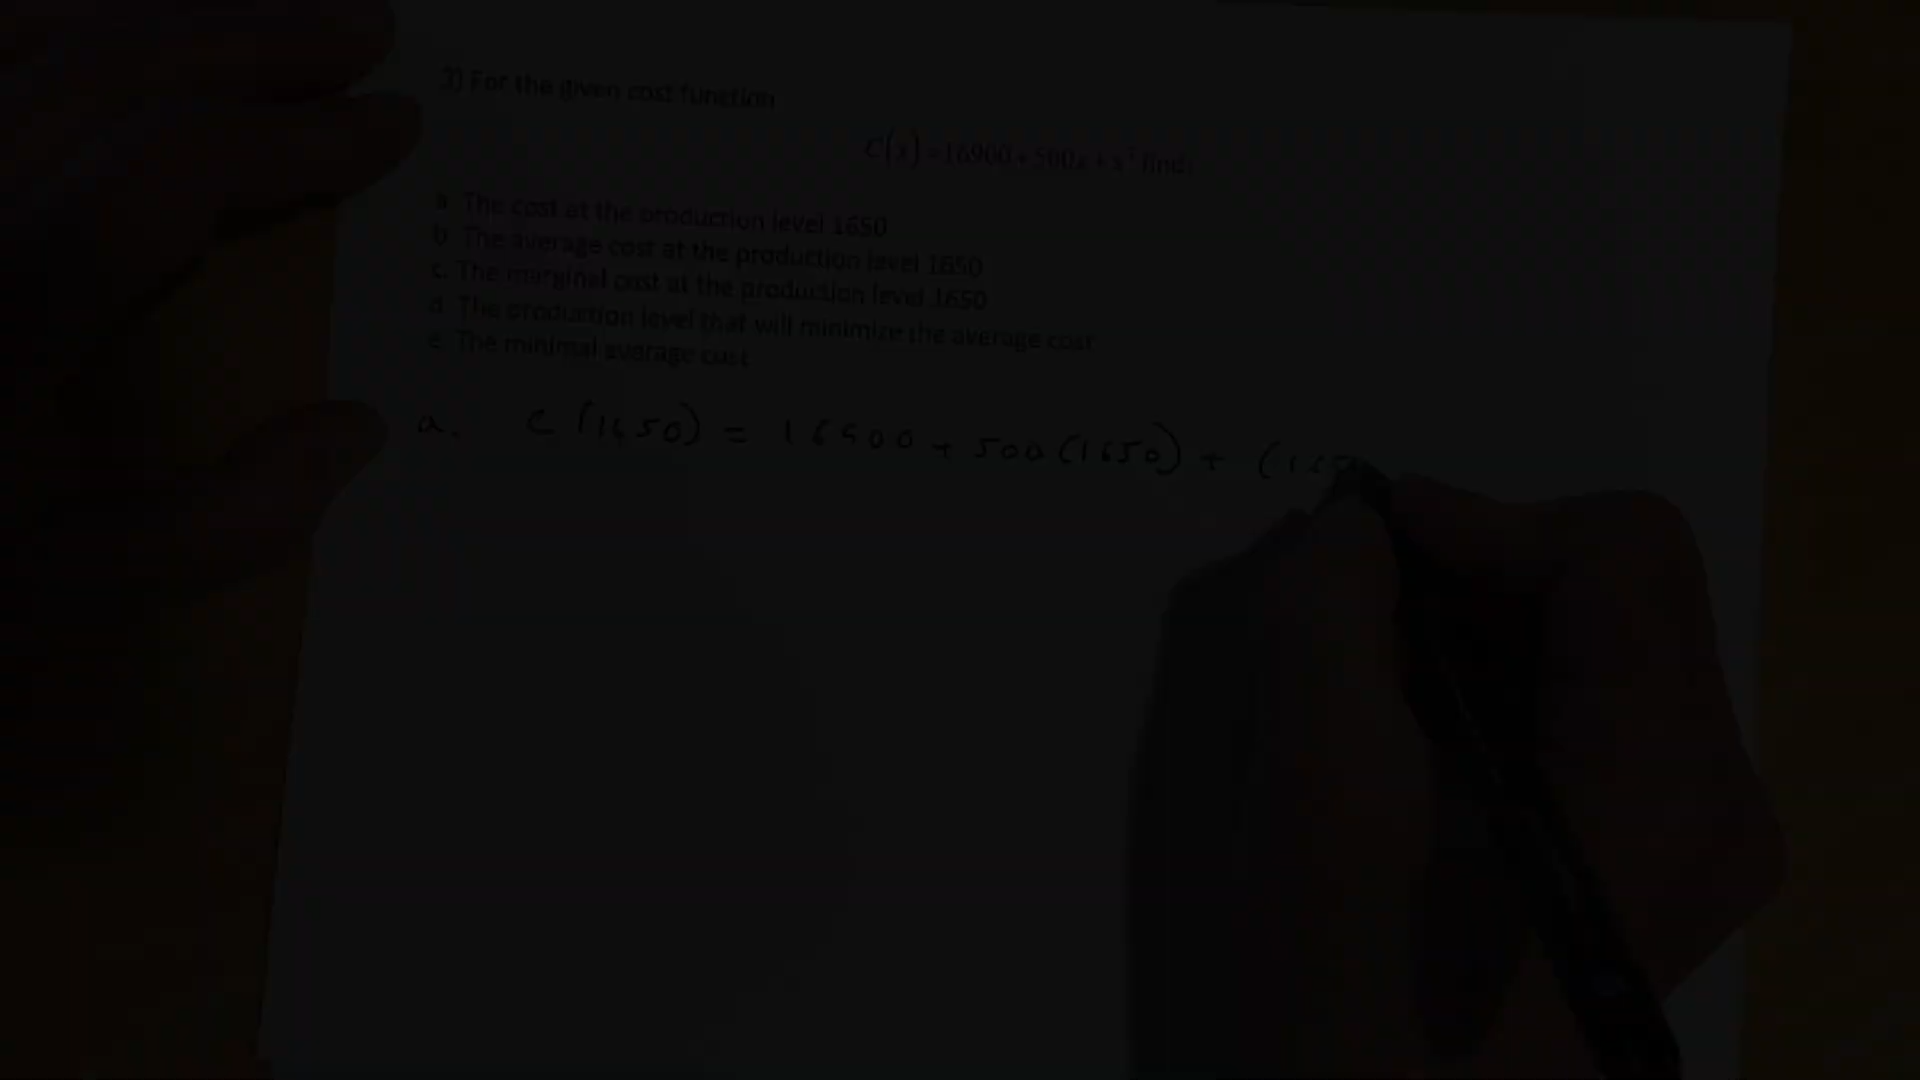 3) For the given cost function
C(x) = 16900 + 500x + x² find:
a. The cost at the production level 1650
b. The average cost at the production level 1650
c. The marginal cost at the production level 1650
d. The production level that will minimize the average cost
e. The minimal average cost
a. C(1650) = 16900 + 500(1650) + (165